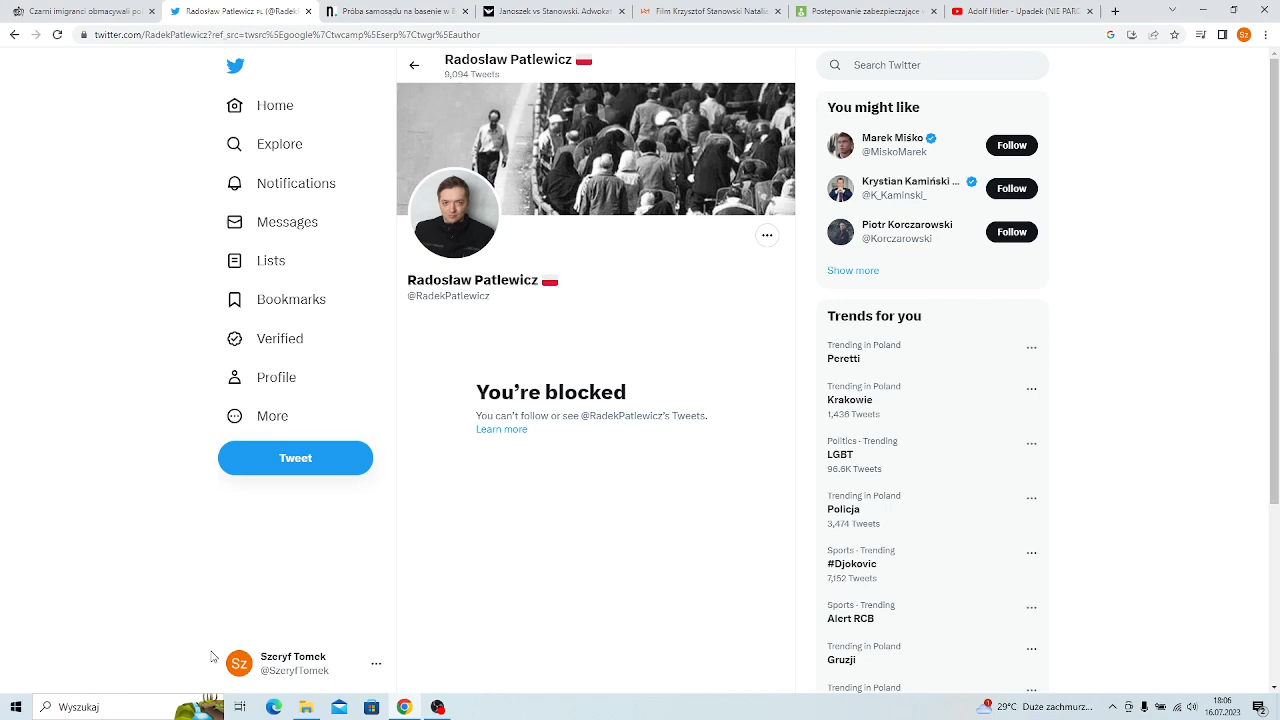 Czarni imigranci obmacywali po
Radosław Patlewicz 🇵🇱 (@Radek
Próba samosądu na basenie w B
Janoszek vs Stanowski. Aktorka
Film Krzysztof Stanowski Natalie
Postępowanie zabezpieczające
Adolf Hitler - Upadek (NIE PARO
twitter.com/RadekPatlewicz?ref_src=twsrc%5Egoogle%7Ctwcamp%5Eserp%7Ctwgr%5Eauthor
Sz
Radosław Patlewicz 🇵🇱
9,094 Tweets
Home
Explore
Notifications
Messages
Lists
Bookmarks
Verified
Profile
More
Tweet
Sz
Szeryf Tomek
@SzeryfTomek
Radosław Patlewicz 🇵🇱
@RadekPatlewicz
You're blocked
You can't follow or see @RadekPatlewicz's Tweets.
Learn more
Search Twitter
You might like
Marek Miśko
@MiskoMarek
Follow
Krystian Kamiński ...
@K_Kaminski_
Follow
Piotr Korczarowski
@Korczarowski
Follow
Show more
Trends for you
Trending in Poland
Peretti
Trending in Poland
Krakowie
1,436 Tweets
Politics · Trending
LGBT
96.6K Tweets
Trending in Poland
Policja
3,474 Tweets
Sports · Trending
#Djokovic
7,152 Tweets
Sports · Trending
Alert RCB
Trending in Poland
Gruzji
Trending in Poland
Wyszukaj
29°C Duże zachmurz...
18:06
16.07.2023